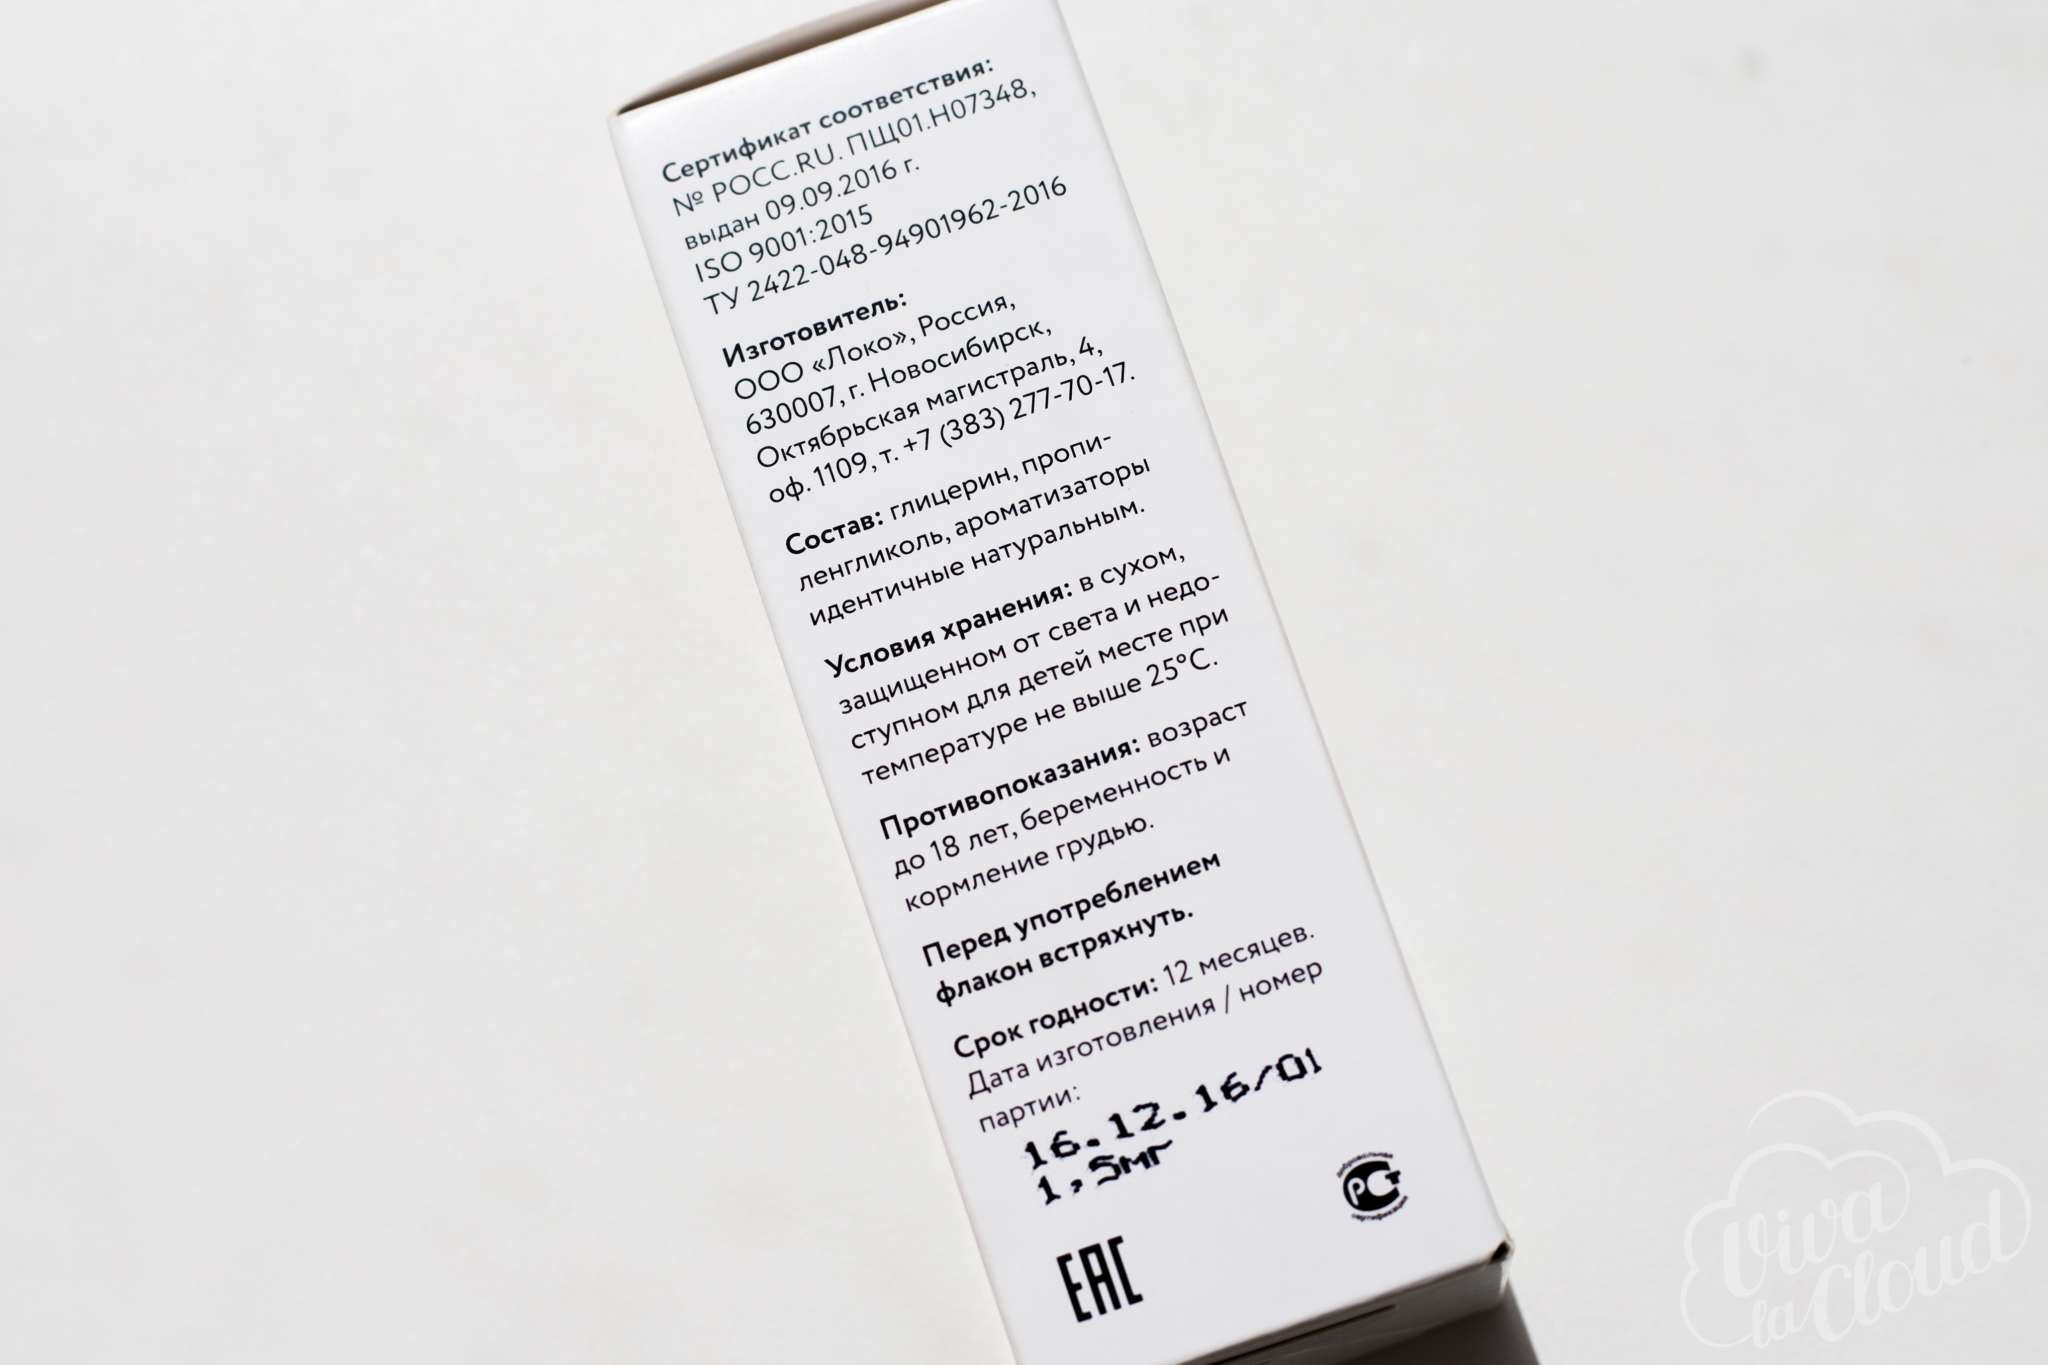 Сертификат соответствия:
№ РОСС.RU. ПЩ01.Н07348,
выдан 09.09.2016 г.
ISO 9001:2015
ТУ 2422-048-94901962-2016
Изготовитель:
ООО «Локо», Россия,
630007, г. Новосибирск,
Октябрьская магистраль, 4,
оф. 1109, т. +7 (383) 277-70-17.
Состав: глицерин, пропи-
ленгликоль, ароматизаторы
идентичные натуральным.
Условия хранения: в сухом,
защищенном от света и недо-
ступном для детей месте при
температуре не выше 25°С.
Противопоказания: возраст
до 18 лет, беременность и
кормление грудью.
Перед употреблением
флакон встряхнуть.
Срок годности: 12 месяцев.
Дата изготовления / номер
партии:
16.12.16/01
1,5мг
добровольная
РСТ
сертификация
ЕАС
Viva
la Cloud